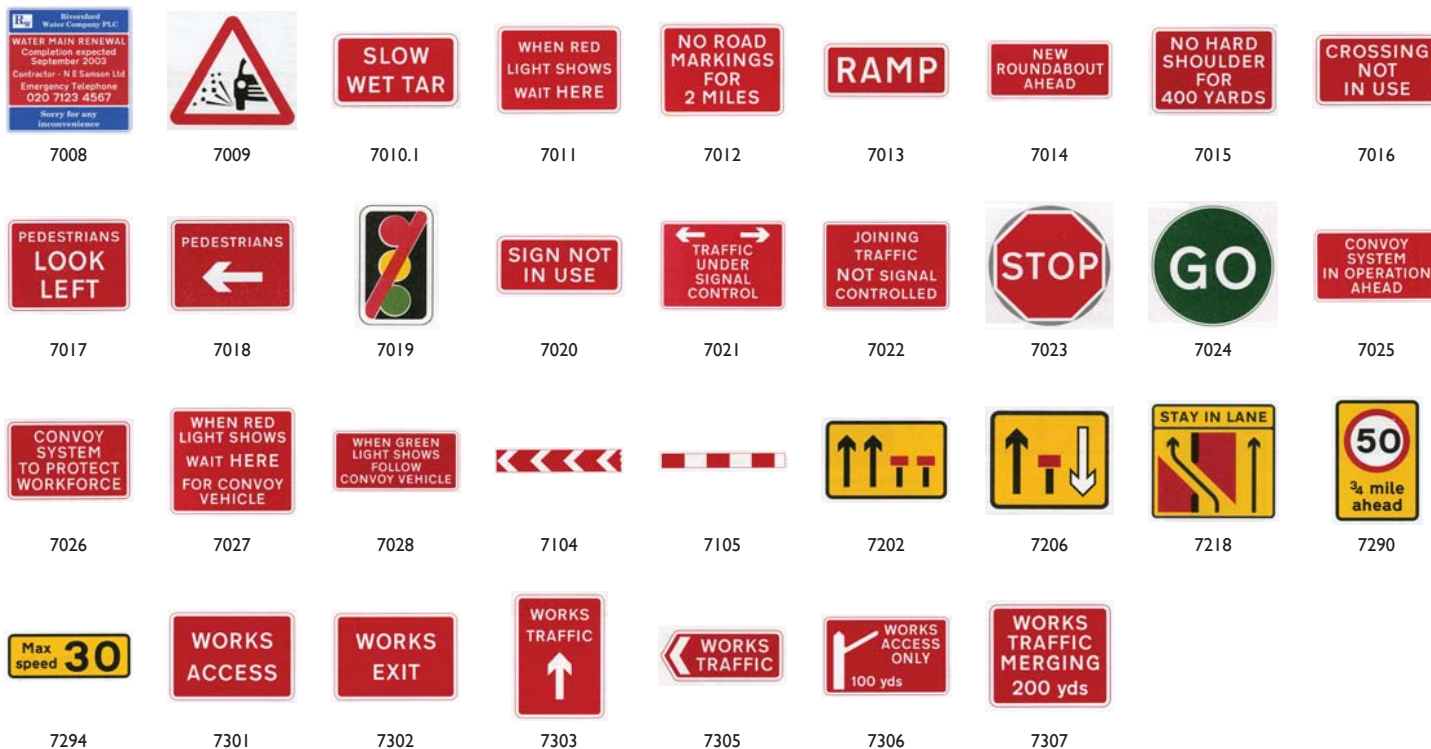 Rw
Riversford
Water Company PLC
WATER MAIN RENEWAL
Completion expected
September 2003
Contractor - N E Samson Ltd
Emergency Telephone
020 7123 4567
Sorry for any
inconvenience
SLOW
WET TAR
WHEN RED
LIGHT SHOWS
WAIT HERE
NO ROAD
MARKINGS
FOR
2 MILES
RAMP
NEW
ROUNDABOUT
AHEAD
NO HARD
SHOULDER
FOR
400 YARDS
CROSSING
NOT
IN USE
7008
7009
7010.1
7011
7012
7013
7014
7015
7016
PEDESTRIANS
LOOK
LEFT
PEDESTRIANS
SIGN NOT
IN USE
TRAFFIC
UNDER
SIGNAL
CONTROL
JOINING
TRAFFIC
NOT SIGNAL
CONTROLLED
STOP
GO
CONVOY
SYSTEM
IN OPERATION
AHEAD
7017
7018
7019
7020
7021
7022
7023
7024
7025
CONVOY
SYSTEM
TO PROTECT
WORKFORCE
WHEN RED
LIGHT SHOWS
WAIT HERE
FOR CONVOY
VEHICLE
WHEN GREEN
LIGHT SHOWS
FOLLOW
CONVOY VEHICLE
STAY IN LANE
50
¾ mile
ahead
7026
7027
7028
7104
7105
7202
7206
7218
7290
Max
speed 30
WORKS
ACCESS
WORKS
EXIT
WORKS
TRAFFIC
WORKS
TRAFFIC
WORKS
ACCESS
ONLY
100 yds
WORKS
TRAFFIC
MERGING
200 yds
7294
7301
7302
7303
7305
7306
7307